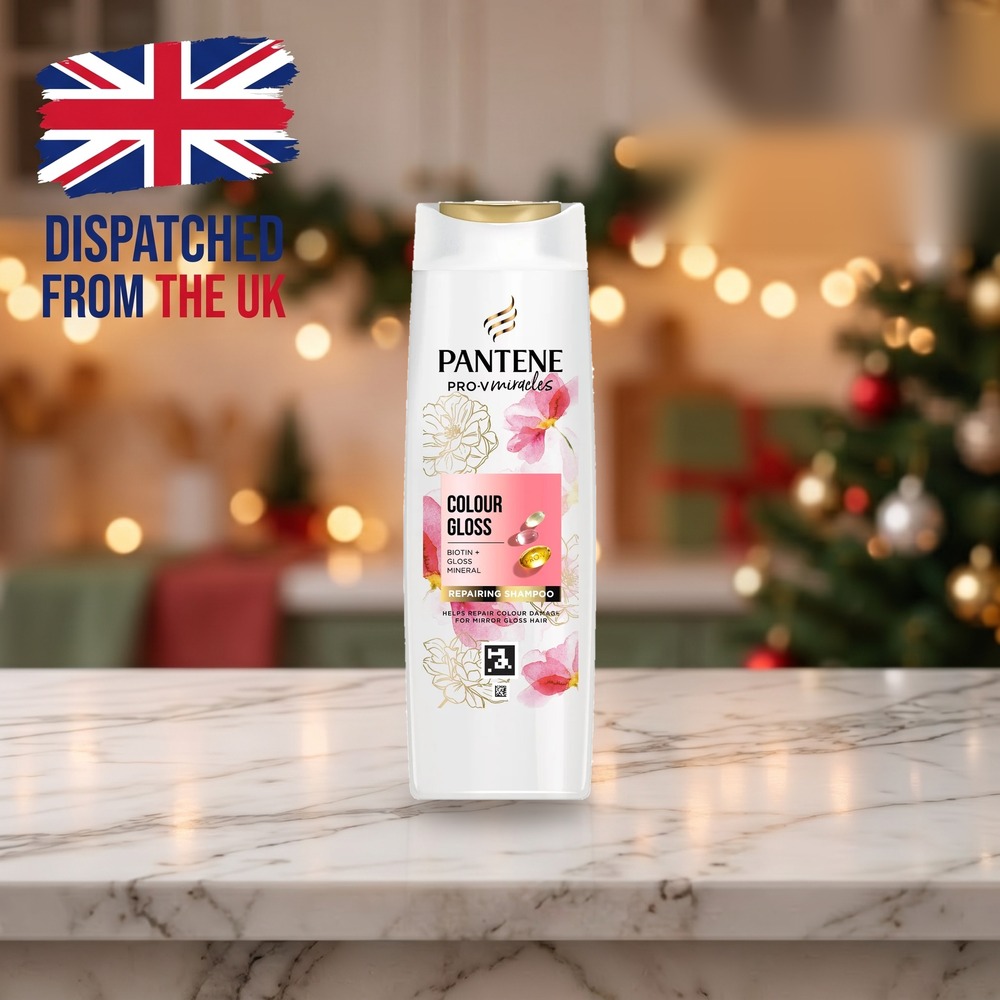 DISPATCHED
FROM THE UK
PANTENE
PRO-V miracles
COLOUR
GLOSS
BIOTIN +
GLOSS
MINERAL
REPAIRING SHAMPOO
HELPS REPAIR COLOUR DAMAGE
FOR MIRROR GLOSS HAIR